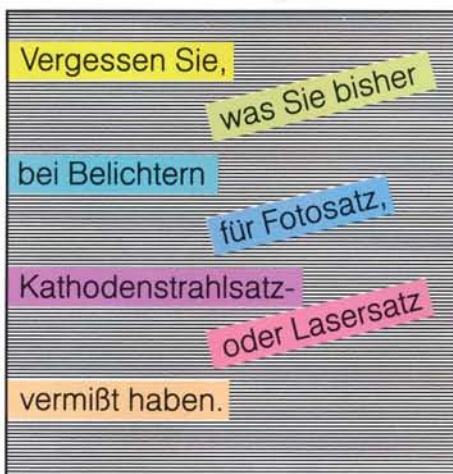 Vergessen Sie,
was Sie bisher
bei Belichtern
für Fotosatz,
Kathodenstrahlsatz-
oder Lasersatz
vermißt haben.